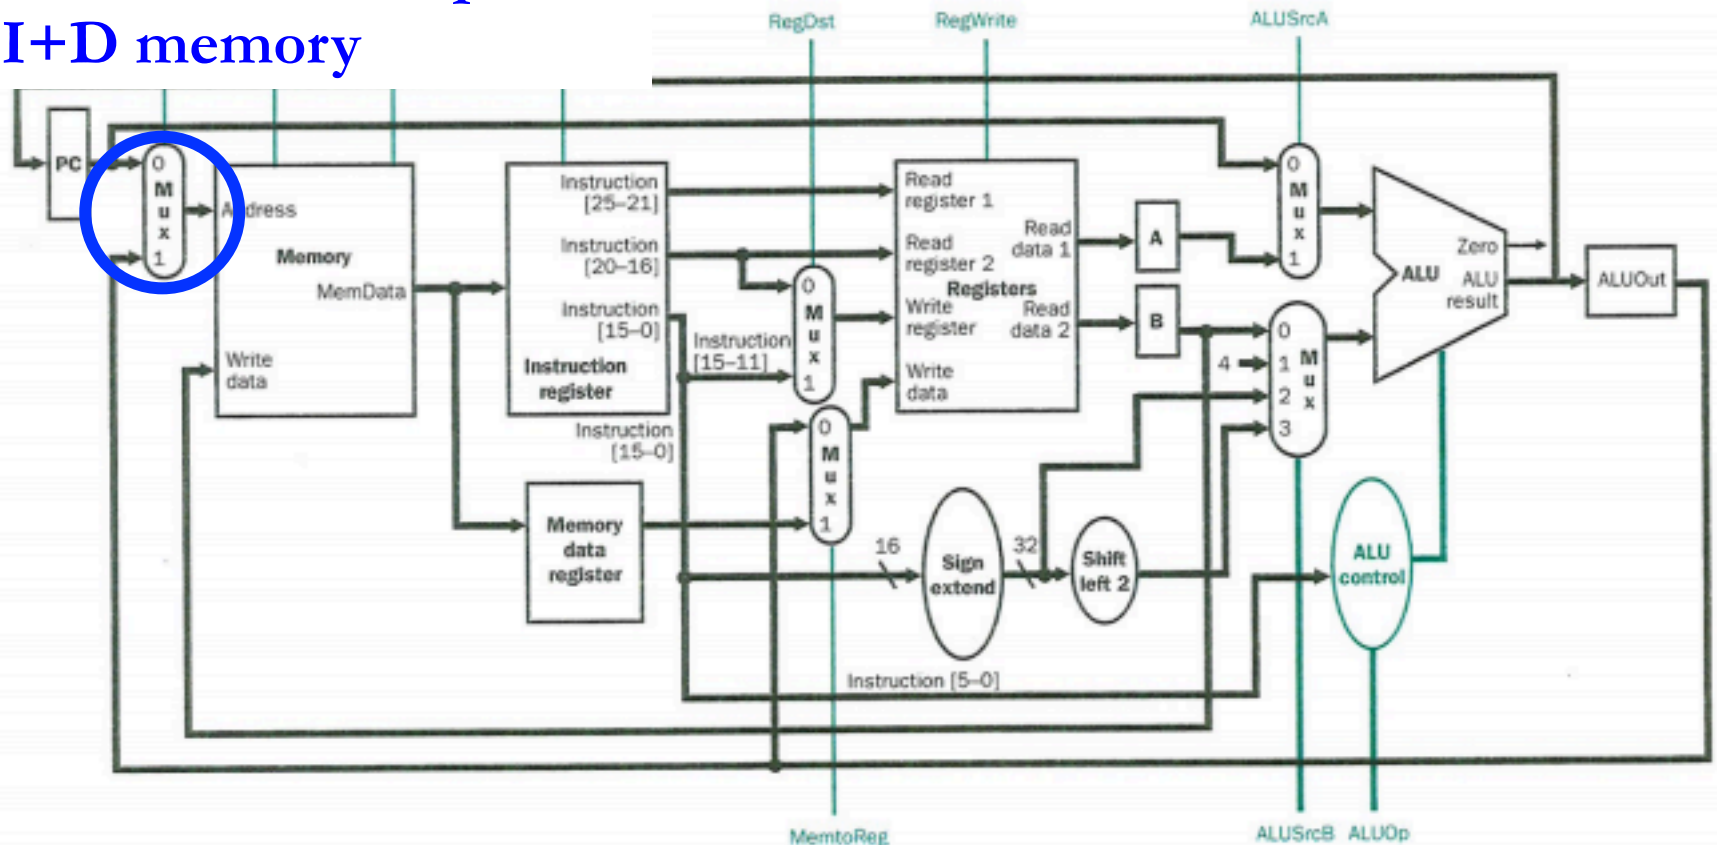 I+D memory
RegDst
RegWrite
ALUSrcA
PC
0
M
u
x
1
Address
Memory
MemData
Write
data
Instruction
[25–21]
Instruction
[20–16]
Instruction
[15–0]
Instruction
register
Instruction
[15–11]
0
M
u
x
1
Instruction
[15–0]
Memory
data
register
0
M
u
x
1
Read
register 1
Read
register 2
Registers
Write
register
Write
data
Read
data 1
Read
data 2
A
B
0
M
u
x
1
4
0
1
2
3
M
u
x
Zero
ALU
ALU
result
ALUOut
16
Sign
extend
32
Shift
left 2
ALU
control
Instruction [5–0]
MemtoReg
ALUSrcB
ALUOp